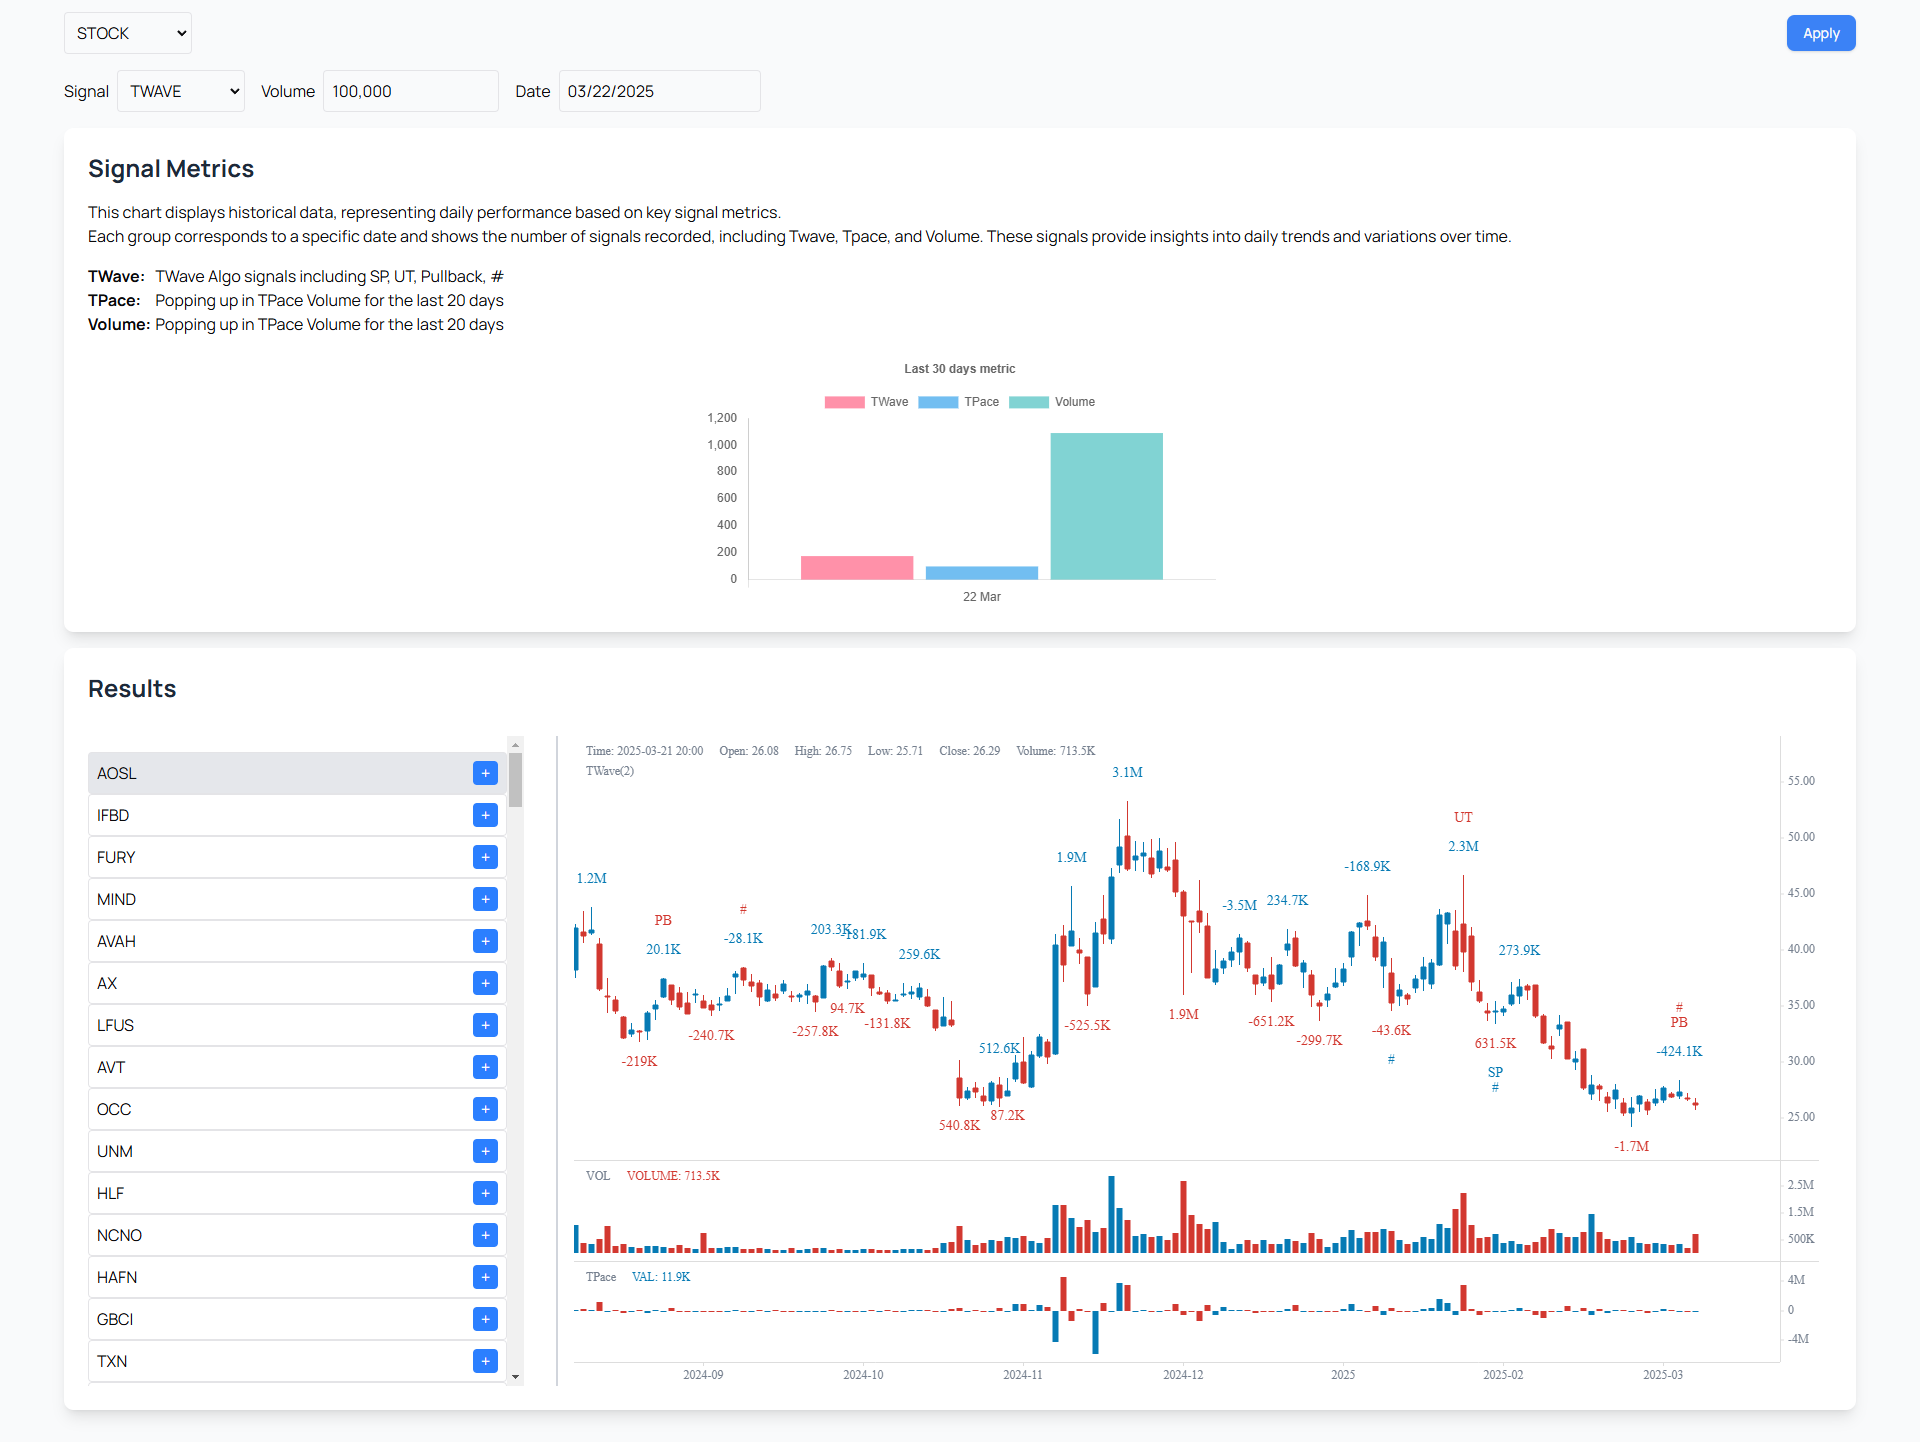 STOCK
Apply
Signal TWAVE Volume 100,000 Date 03/22/2025
Signal Metrics
This chart displays historical data, representing daily performance based on key signal metrics.
Each group corresponds to a specific date and shows the number of signals recorded, including Twave, Tpace, and Volume. These signals provide insights into daily trends and variations over time.
TWave: TWave Algo signals including SP, UT, Pullback, #
TPace: Popping up in TPace Volume for the last 20 days
Volume: Popping up in TPace Volume for the last 20 days
Last 30 days metric
TWave TPace Volume
1,200
1,000
800
600
400
200
0
22 Mar
Results
AOSL +
IFBD +
FURY +
MIND +
AVAH +
AX +
LFUS +
AVT +
OCC +
UNM +
HLF +
NCNO +
HAFN +
GBCI +
TXN +
Time: 2025-03-21 20:00 Open: 26.08 High: 26.75 Low: 25.71 Close: 26.29 Volume: 713.5K
TWave(2)
3.1M
55.00
UT
50.00
2.3M
1.9M
-168.9K
1.2M
45.00
234.7K
-3.5M
#
PB
203.3K
-181.9K
-28.1K
20.1K
40.00
273.9K
259.6K
35.00
#
94.7K
1.9M
-651.2K
PB
-131.8K
-525.5K
-257.8K
-43.6K
-240.7K
-299.7K
631.5K
512.6K
-424.1K
#
-219K
30.00
SP
#
87.2K
25.00
540.8K
-1.7M
VOL VOLUME: 713.5K
2.5M
1.5M
500K
TPace VAL: 11.9K
4M
0
-4M
2024-09 2024-10 2024-11 2024-12 2025 2025-02 2025-03